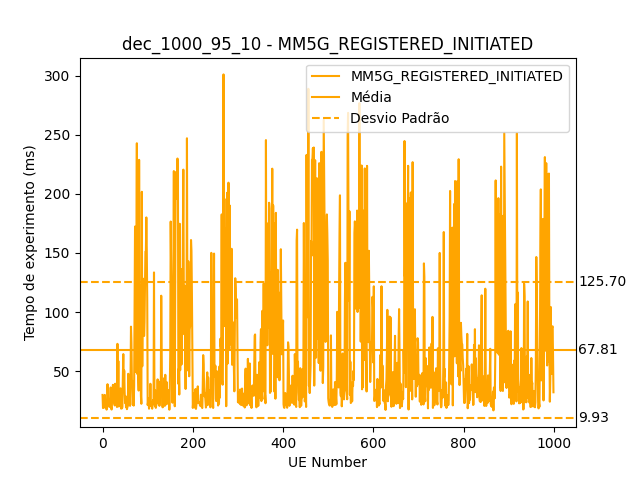 dec_1000_95_10 - MM5G_REGISTERED_INITIATED
MM5G_REGISTERED_INITIATED
Média
Desvio Padrão
Tempo de experimento (ms)
300
250
200
150
100
50
125.70
67.81
9.93
0
200
400
600
800
1000
UE Number